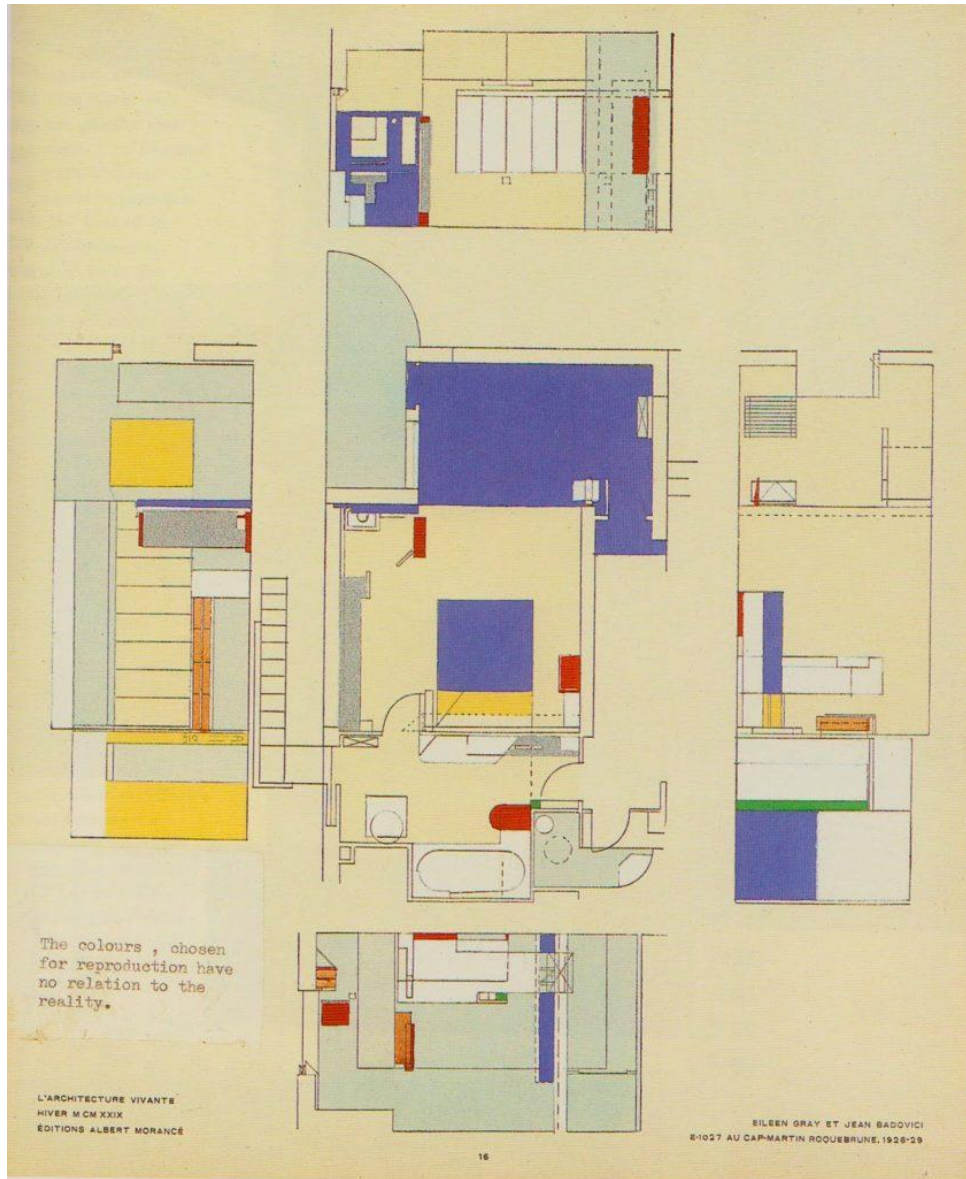 The colours , chosen
for reproduction have
no relation to the
reality.
L'ARCHITECTURE VIVANTE
HIVER M CM XXIX
ÉDITIONS ALBERT MORANCÉ
EILEEN GRAY ET JEAN BADOVICI
E-1027 AU CAP-MARTIN ROQUEBRUNE, 1926-29
16